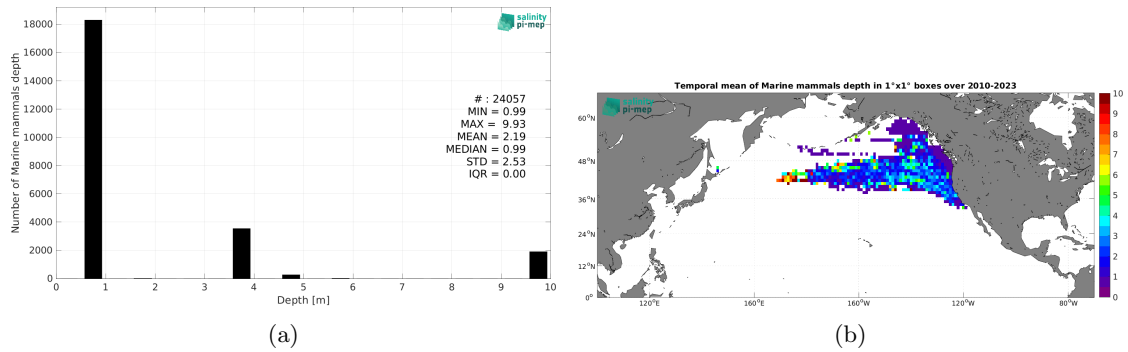 18000
16000
14000
12000
10000
8000
6000
4000
2000
0
Number of Marine mammals depth
salinity
pi-mep
# : 24057
MIN = 0.99
MAX = 9.93
MEAN = 2.19
MEDIAN = 0.99
STD = 2.53
IQR = 0.00
0 1 2 3 4 5 6 7 8 9 10
Depth [m]
(a)
Temporal mean of Marine mammals depth in 1°x1° boxes over 2010-2023
salinity
pi-mep
60°N
48°N
36°N
24°N
12°N
0°
120°E 160°E 160°W 120°W 80°W
10
9
8
7
6
5
4
3
2
1
0
(b)